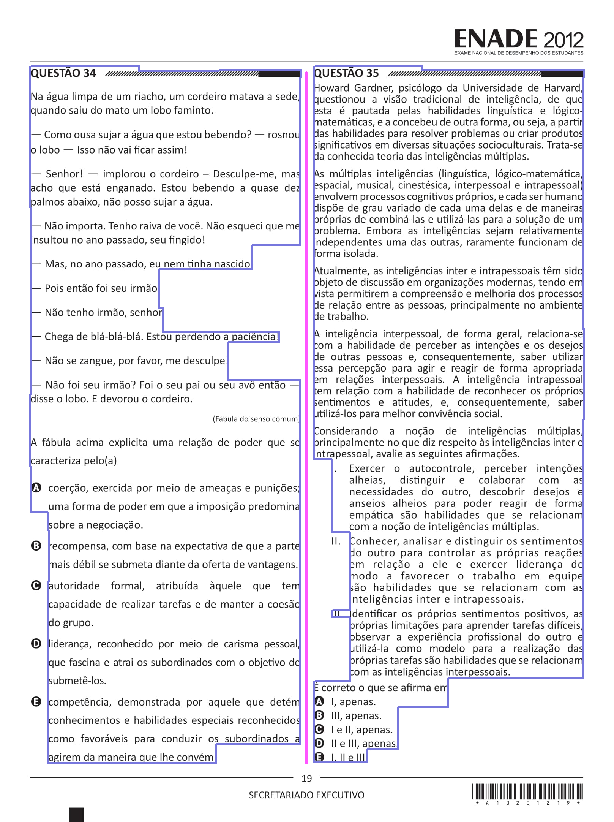 ENADE 2012
EXAME NACIONAL DE DESEMPENHO DOS ESTUDANTES
QUESTÃO 34
Na água limpa de um riacho, um cordeiro matava a sede,
quando saiu do mato um lobo faminto.
— Como ousa sujar a água que estou bebendo? — rosnou
o lobo — Isso não vai ficar assim!
— Senhor! — implorou o cordeiro – Desculpe-me, mas
acho que está enganado. Estou bebendo a quase dez
palmos abaixo, não posso sujar a água.
— Não importa. Tenho raiva de você. Não esqueci que me
insultou no ano passado, seu fingido!
— Mas, no ano passado, eu nem tinha nascido.
— Pois então foi seu irmão.
— Não tenho irmão, senhor.
— Chega de blá-blá-blá. Estou perdendo a paciência!
— Não se zangue, por favor, me desculpe.
— Não foi seu irmão? Foi o seu pai ou seu avô então —
disse o lobo. E devorou o cordeiro.
(Fábula do senso comum)
A fábula acima explicita uma relação de poder que se
caracteriza pelo(a)
A coerção, exercida por meio de ameaças e punições;
uma forma de poder em que a imposição predomina
sobre a negociação.
B recompensa, com base na expectativa de que a parte
mais débil se submeta diante da oferta de vantagens.
C autoridade formal, atribuída àquele que tem
capacidade de realizar tarefas e de manter a coesão
do grupo.
D liderança, reconhecido por meio de carisma pessoal,
que fascina e atrai os subordinados com o objetivo de
submetê-los.
E competência, demonstrada por aquele que detém
conhecimentos e habilidades especiais reconhecidos
como favoráveis para conduzir os subordinados a
agirem da maneira que lhe convém.
QUESTÃO 35
Howard Gardner, psicólogo da Universidade de Harvard,
questionou a visão tradicional de inteligência, de que
esta é pautada pelas habilidades linguística e lógico-
matemáticas, e a concebeu de outra forma, ou seja, a partir
das habilidades para resolver problemas ou criar produtos
significativos em diversas situações socioculturais. Trata-se
da conhecida teoria das inteligências múltiplas.
As múltiplas inteligências (linguística, lógico-matemática,
espacial, musical, cinestésica, interpessoal e intrapessoal)
envolvem processos cognitivos próprios, e cada ser humano
dispõe de grau variado de cada uma delas e de maneiras
próprias de combiná-las e utilizá-las para a solução de um
problema. Embora as inteligências sejam relativamente
independentes uma das outras, raramente funcionam de
forma isolada.
Atualmente, as inteligências inter e intrapessoais têm sido
objeto de discussão em organizações modernas, tendo em
vista permitirem a compreensão e melhoria dos processos
de relação entre as pessoas, principalmente no ambiente
de trabalho.
A inteligência interpessoal, de forma geral, relaciona-se
com a habilidade de perceber as intenções e os desejos
de outras pessoas e, consequentemente, saber utilizar
essa percepção para agir e reagir de forma apropriada
em relações interpessoais. A inteligência intrapessoal
tem relação com a habilidade de reconhecer os próprios
sentimentos e atitudes, e, consequentemente, saber
utilizá-los para melhor convivência social.
Considerando a noção de inteligências múltiplas,
principalmente no que diz respeito às inteligências inter e
intrapessoal, avalie as seguintes afirmações.
I. Exercer o autocontrole, perceber intenções
alheias, distinguir e colaborar com as
necessidades do outro, descobrir desejos e
anseios alheios para poder reagir de forma
empática são habilidades que se relacionam
com a noção de inteligências múltiplas.
II. Conhecer, analisar e distinguir os sentimentos
do outro para controlar as próprias reações
em relação a ele e exercer liderança de
modo a favorecer o trabalho em equipe
são habilidades que se relacionam com as
inteligências inter e intrapessoais.
III. Identificar os próprios sentimentos positivos, as
próprias limitações para aprender tarefas difíceis,
observar a experiência profissional do outro e
utilizá-la como modelo para a realização das
próprias tarefas são habilidades que se relacionam
com as inteligências interpessoais.
É correto o que se afirma em
A I, apenas.
B III, apenas.
C I e II, apenas.
D II e III, apenas.
E I, II e III.
19
SECRETARIADO EXECUTIVO
*A1320121 9*